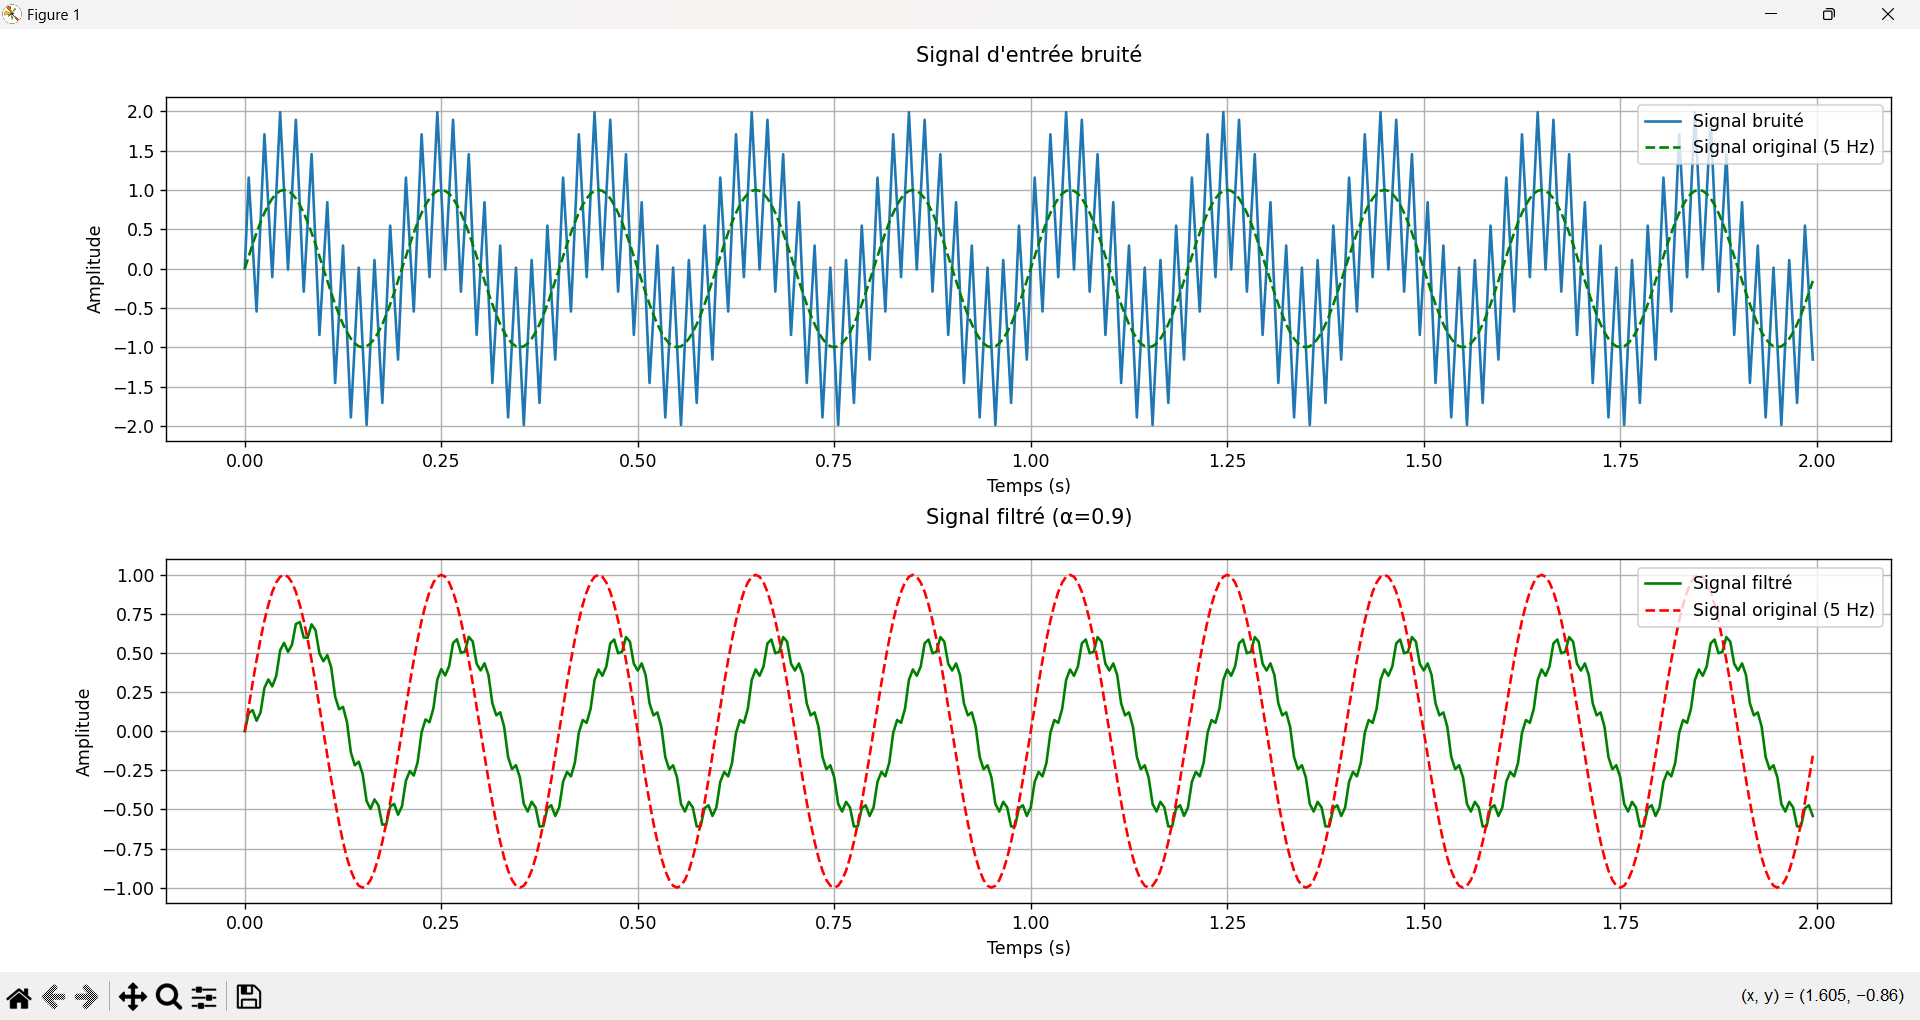 Figure 1
Signal d'entrée bruité
Signal bruité
Signal original (5 Hz)
Amplitude
2.0
1.5
1.0
0.5
0.0
−0.5
−1.0
−1.5
−2.0
0.00 0.25 0.50 0.75 1.00 1.25 1.50 1.75 2.00
Temps (s)
Signal filtré (α=0.9)
Signal filtré
Signal original (5 Hz)
Amplitude
1.00
0.75
0.50
0.25
0.00
−0.25
−0.50
−0.75
−1.00
0.00 0.25 0.50 0.75 1.00 1.25 1.50 1.75 2.00
Temps (s)
(x, y) = (1.605, −0.86)